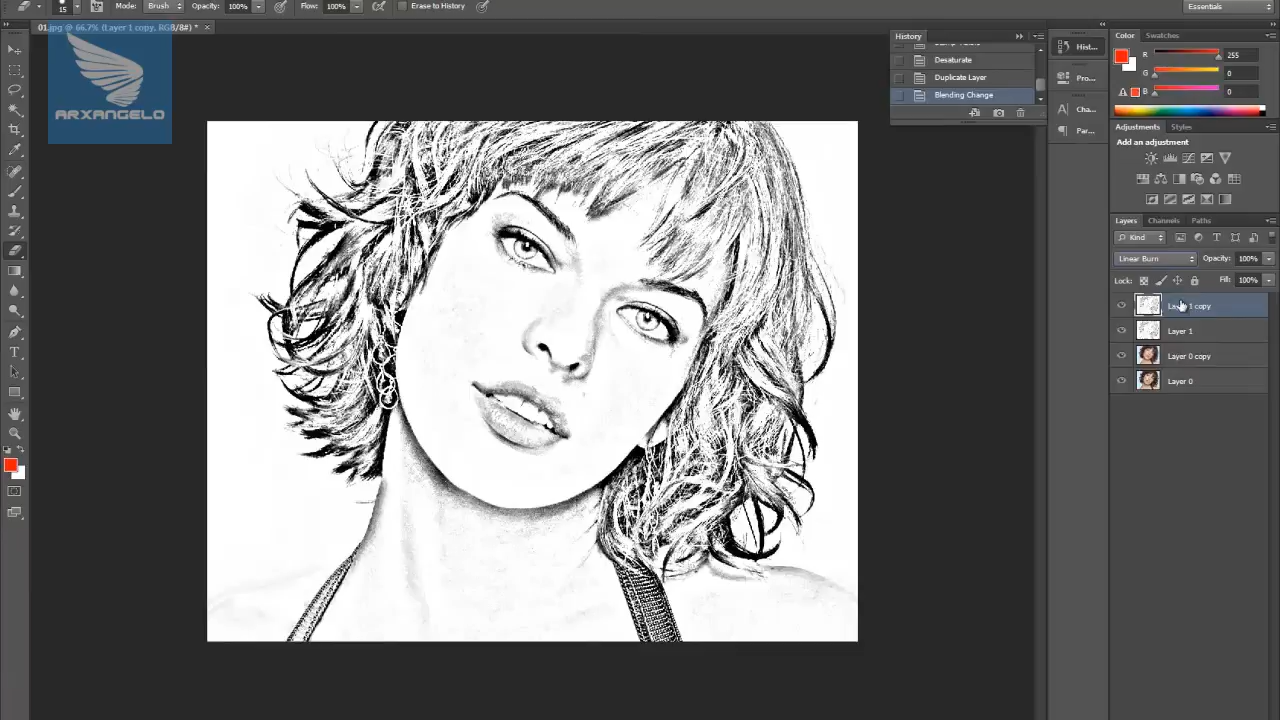 15
Mode:
Brush
Opacity:
100%
Flow:
100%
Erase to History
Essentials
01.jpg @ 66.7% (Layer 1 copy, RGB/8#) *
ARXANGELO
History
Desaturate
Duplicate Layer
Blending Change
Hist...
Pro...
Cha...
Par...
Color
Swatches
R
255
G
0
B
0
Adjustments
Styles
Add an adjustment
Layers
Channels
Paths
Kind
Linear Burn
Opacity:
100%
Lock:
Fill:
100%
1 copy
Layer 1
Layer 0 copy
Layer 0